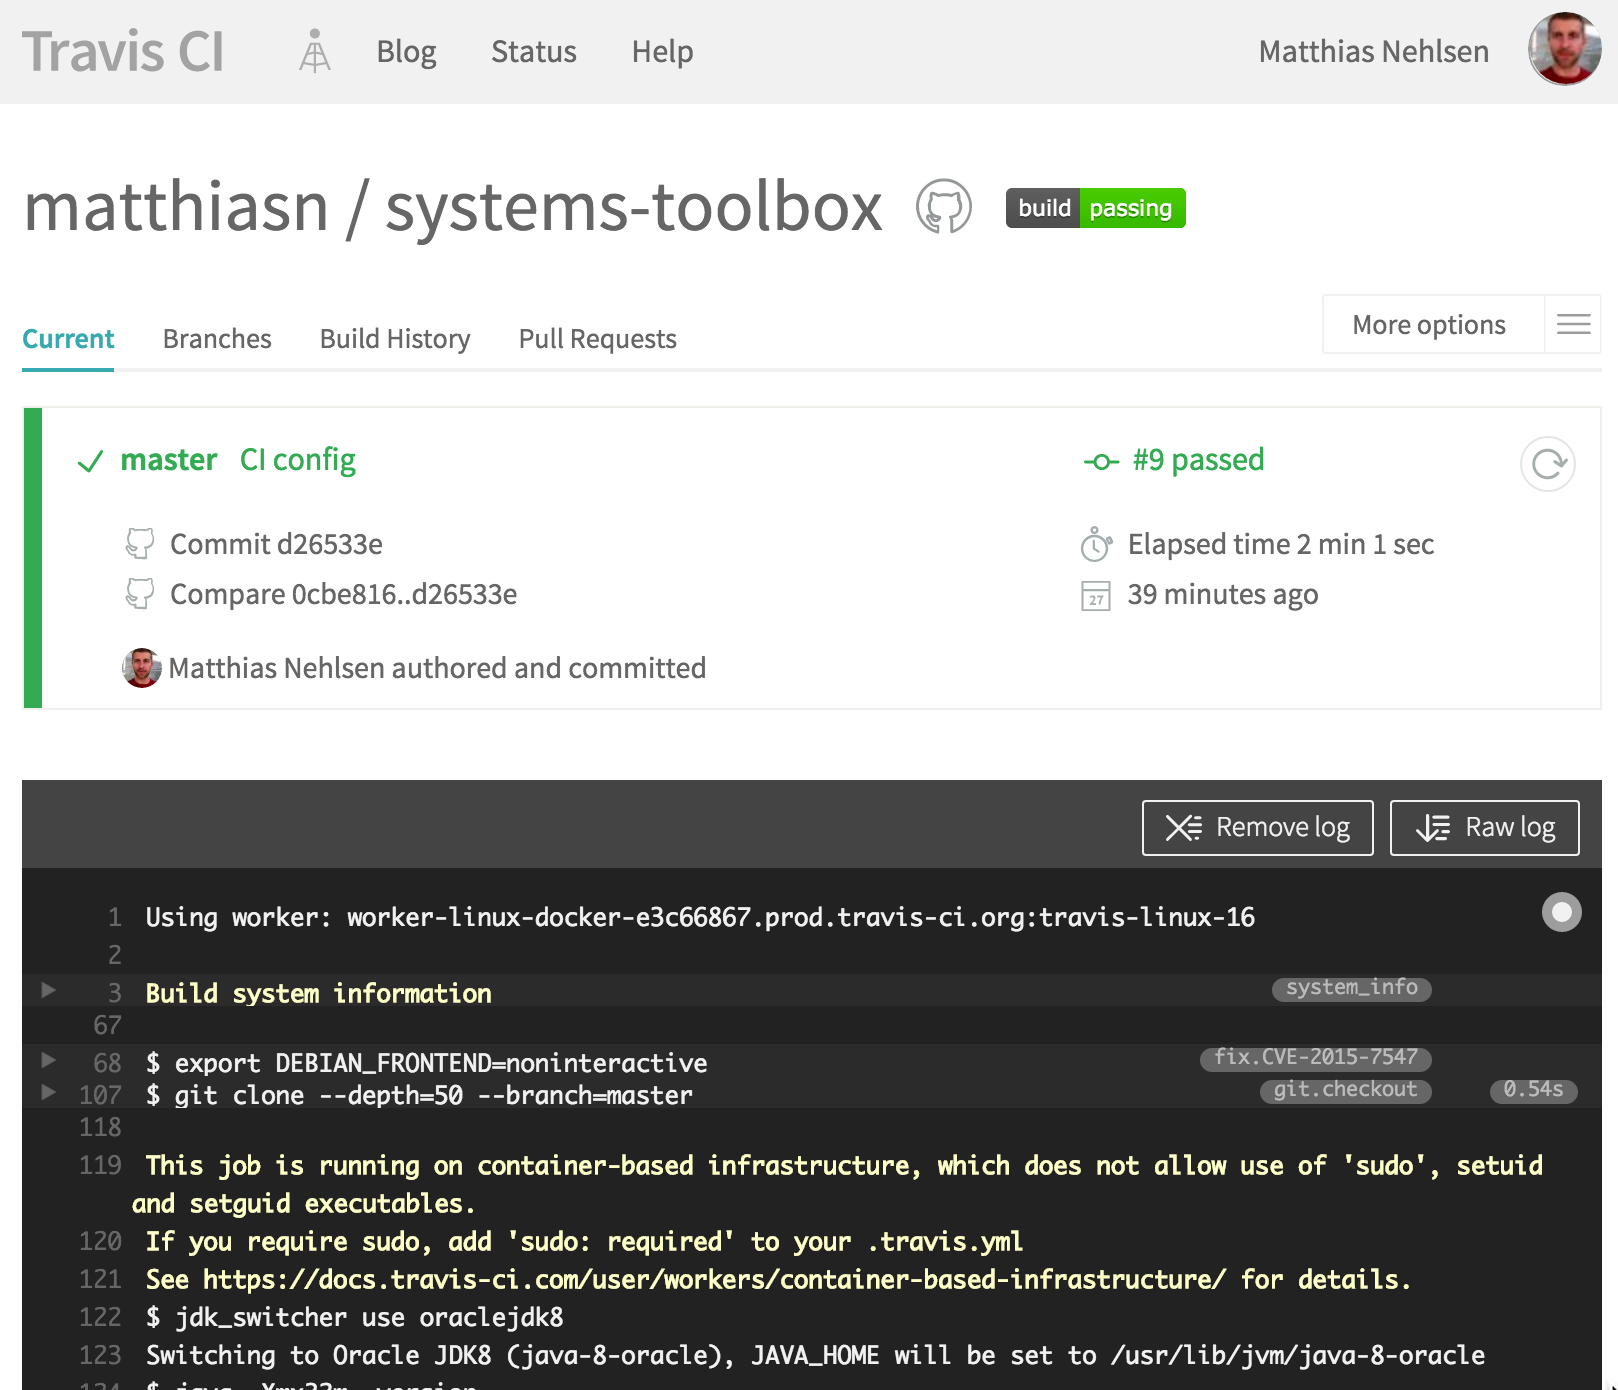 Travis CI Blog Status Help Matthias Nehlsen
matthiasn / systems-toolbox build passing
Current Branches Build History Pull Requests More options
master CI config #9 passed
Commit d26533e Elapsed time 2 min 1 sec
Compare 0cbe816..d26533e 27 39 minutes ago
Matthias Nehlsen authored and committed
Remove log Raw log
1 Using worker: worker-linux-docker-e3c66867.prod.travis-ci.org:travis-linux-16
2
3 Build system information system_info
67
68 $ export DEBIAN_FRONTEND=noninteractive fix.CVE-2015-7547
107 $ git clone --depth=50 --branch=master git.checkout 0.54s
118
119 This job is running on container-based infrastructure, which does not allow use of 'sudo', setuid
and setguid executables.
120 If you require sudo, add 'sudo: required' to your .travis.yml
121 See https://docs.travis-ci.com/user/workers/container-based-infrastructure/ for details.
122 $ jdk_switcher use oraclejdk8
123 Switching to Oracle JDK8 (java-8-oracle), JAVA_HOME will be set to /usr/lib/jvm/java-8-oracle
124 $ java -Xmx32m -version